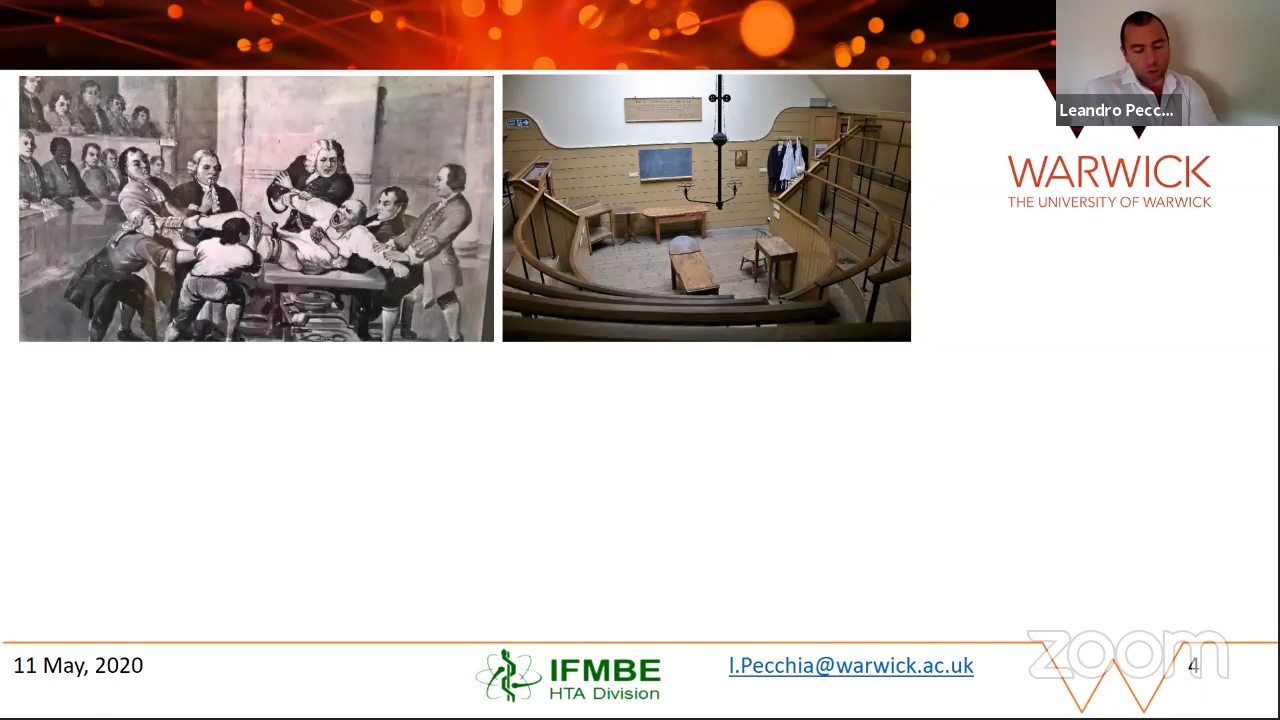 Leandro Pecc...
WARWICK
THE UNIVERSITY OF WARWICK
11 May, 2020
IFMBE
HTA Division
l.Pecchia@warwick.ac.uk
zoom
4